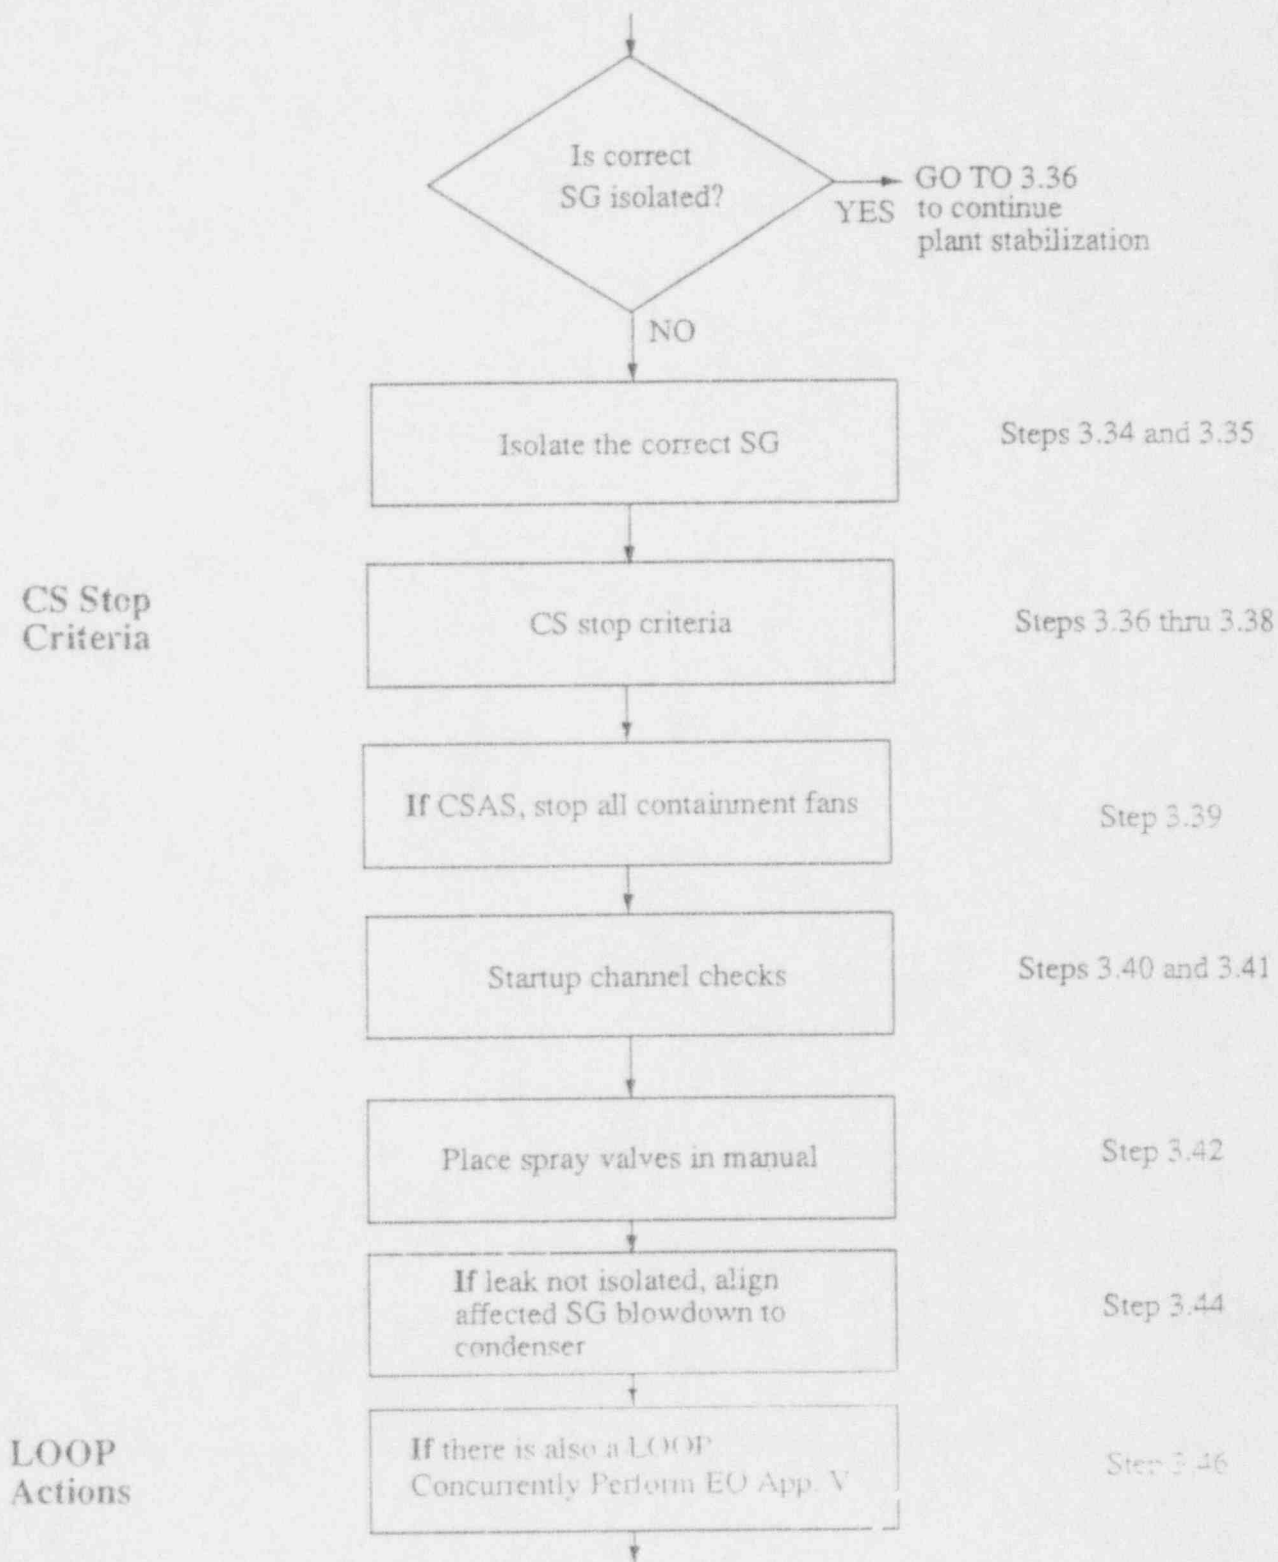 Is correct
SG isolated?
GO TO 3.36
YES to continue
plant stabilization
NO
Isolate the correct SG
Steps 3.34 and 3.35
CS Stop
Criteria
CS stop criteria
Steps 3.36 thru 3.38
If CSAS, stop all containment fans
Step 3.39
Startup channel checks
Steps 3.40 and 3.41
Place spray valves in manual
Step 3.42
If leak not isolated, align
affected SG blowdown to
condenser
Step 3.44
LOOP
Actions
If there is also a LOOP
Concurrently Perform EO App. V
Step 3.46